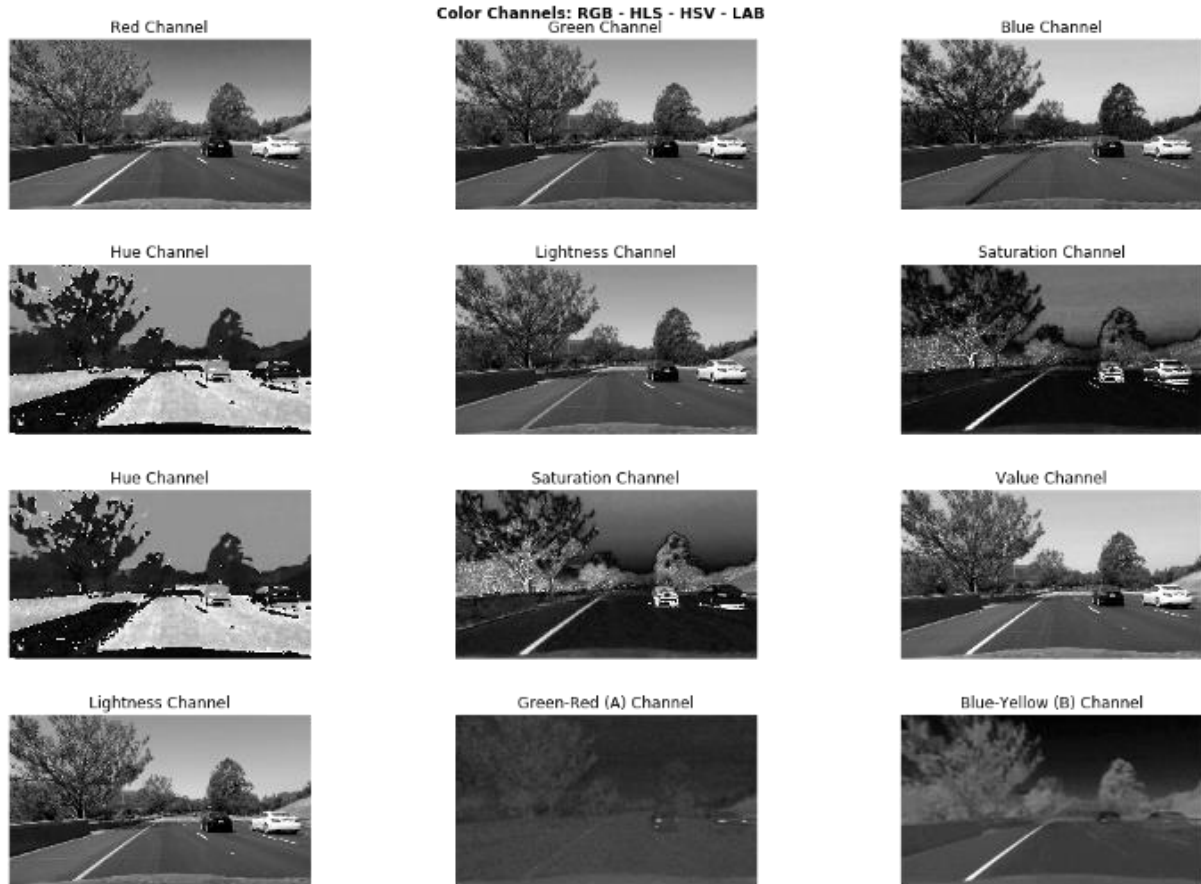 Color Channels: RGB - HLS - HSV - LAB
Red Channel
Green Channel
Blue Channel
Hue Channel
Lightness Channel
Saturation Channel
Hue Channel
Saturation Channel
Value Channel
Lightness Channel
Green-Red (A) Channel
Blue-Yellow (B) Channel